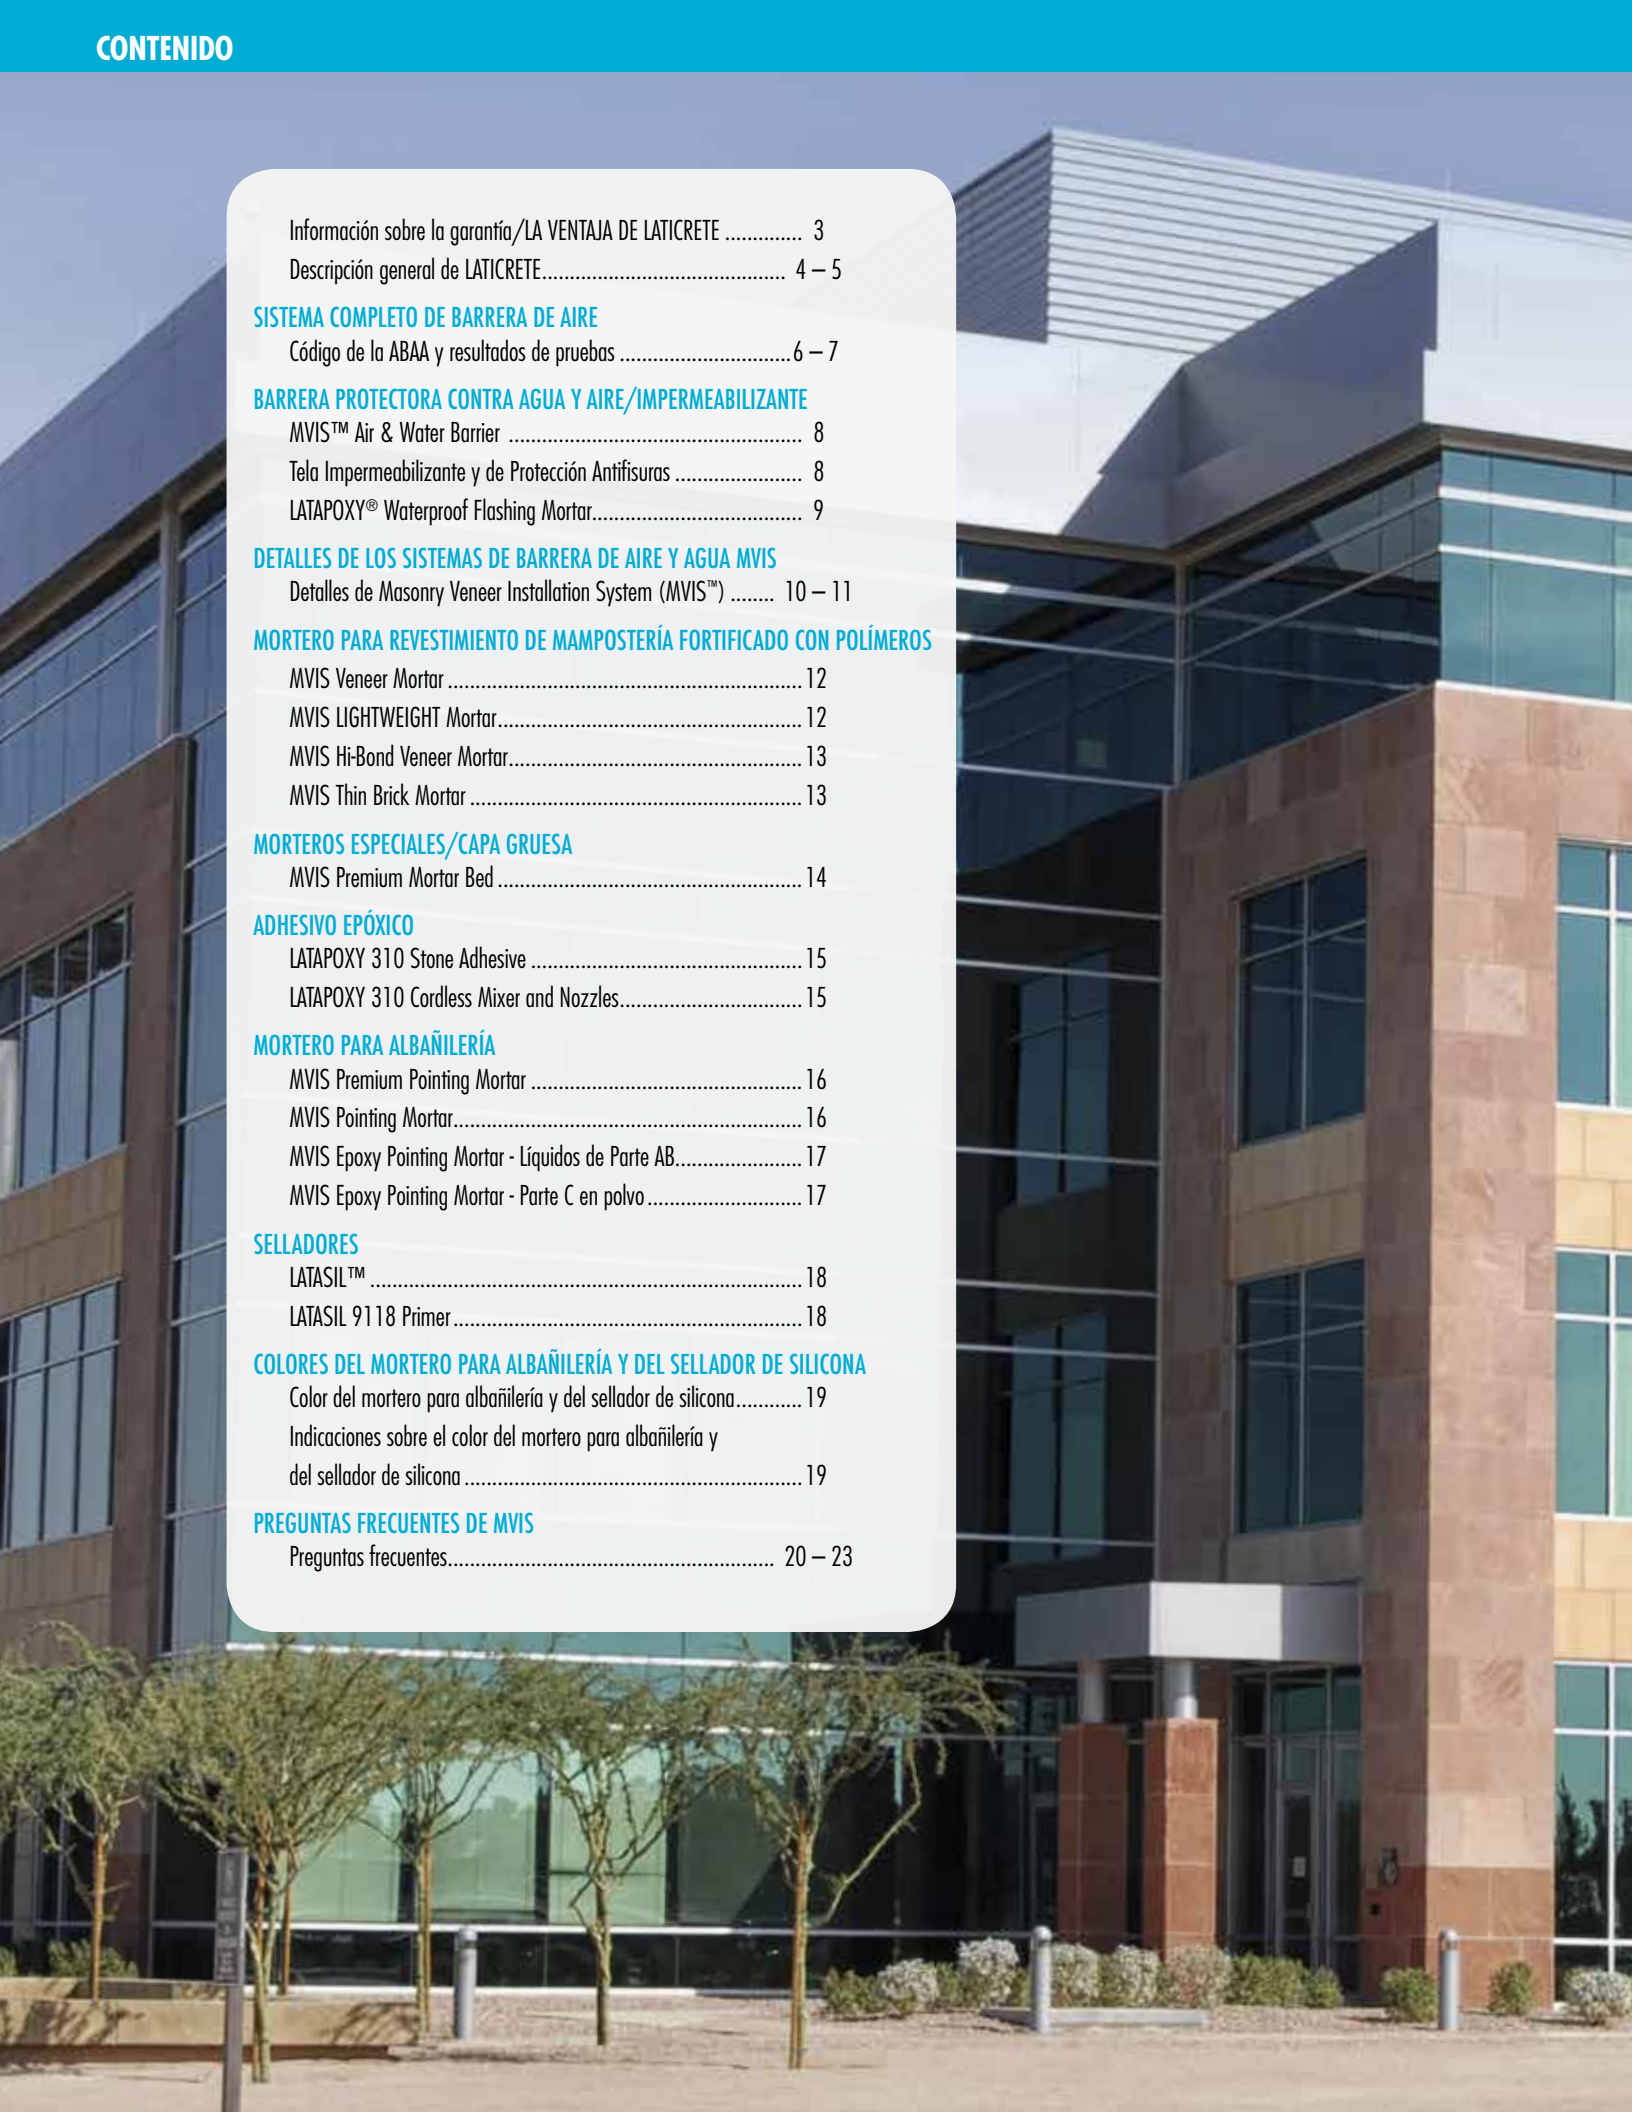 CONTENIDO
Información sobre la garantía/LA VENTAJA DE LATICRETE .............. 3
Descripción general de LATICRETE............................................ 4 – 5
SISTEMA COMPLETO DE BARRERA DE AIRE
Código de la ABAA y resultados de pruebas ...............................6 – 7
BARRERA PROTECTORA CONTRA AGUA Y AIRE/IMPERMEABILIZANTE
MVIS™ Air & Water Barrier ..................................................... 8
Tela Impermeabilizante y de Protección Antifisuras ....................... 8
LATAPOXY® Waterproof Flashing Mortar...................................... 9
DETALLES DE LOS SISTEMAS DE BARRERA DE AIRE Y AGUA MVIS
Detalles de Masonry Veneer Installation System (MVIS™) ........ 10 – 11
MORTERO PARA REVESTIMIENTO DE MAMPOSTERÍA FORTIFICADO CON POLÍMEROS
MVIS Veneer Mortar ................................................................12
MVIS LIGHTWEIGHT Mortar.......................................................12
MVIS Hi-Bond Veneer Mortar.....................................................13
MVIS Thin Brick Mortar ............................................................13
MORTEROS ESPECIALES/CAPA GRUESA
MVIS Premium Mortar Bed .......................................................14
ADHESIVO EPÓXICO
LATAPOXY 310 Stone Adhesive .................................................15
LATAPOXY 310 Cordless Mixer and Nozzles.................................15
MORTERO PARA ALBAÑILERÍA
MVIS Premium Pointing Mortar .................................................16
MVIS Pointing Mortar...............................................................16
MVIS Epoxy Pointing Mortar - Líquidos de Parte AB.......................17
MVIS Epoxy Pointing Mortar - Parte C en polvo............................17
SELLADORES
LATASIL™ ..............................................................................18
LATASIL 9118 Primer...............................................................18
COLORES DEL MORTERO PARA ALBAÑILERÍA Y DEL SELLADOR DE SILICONA
Color del mortero para albañilería y del sellador de silicona............19
Indicaciones sobre el color del mortero para albañilería y
del sellador de silicona .............................................................19
PREGUNTAS FRECUENTES DE MVIS
Preguntas frecuentes........................................................... 20 – 23